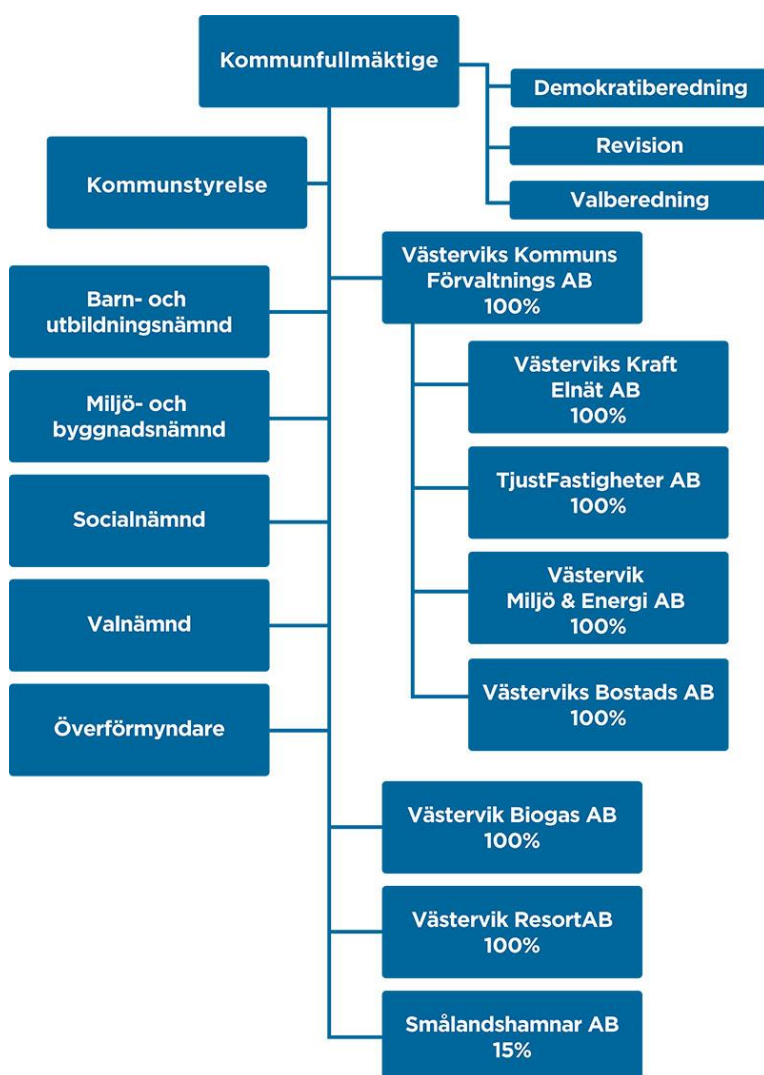 Kommunfullmäktige
Demokratiberedning
Revision
Valberedning
Kommunstyrelse
Västerviks Kommuns
Förvaltnings AB
100%
Barn- och
utbildningsnämnd
Västerviks Kraft
Elnät AB
100%
Miljö- och
byggnadsnämnd
TjustFastigheter AB
100%
Socialnämnd
Västervik
Miljö & Energi AB
100%
Valnämnd
Västerviks Bostads AB
100%
Överförmyndare
Västervik Biogas AB
100%
Västervik ResortAB
100%
Smålandshamnar AB
15%